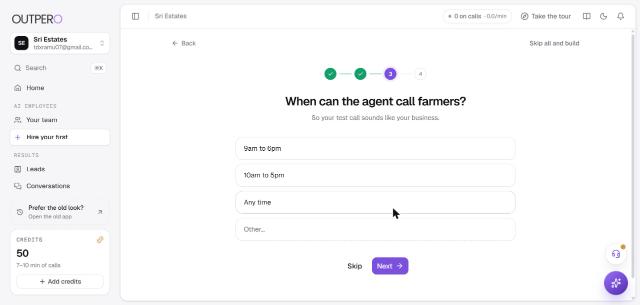 OUTPERO
Sri Estates
0 on calls · 0.0/min
Take the tour
SE
Sri Estates
Search
⌘K
Home
AI EMPLOYEES
Your team
Hire your first
RESULTS
Leads
Conversations
Prefer the old look?
Open the old app
CREDITS
50
7–10 min of calls
+ Add credits
← Back
Skip all and build
3
4
When can the agent call farmers?
So your test call sounds like your business.
9am to 6pm
10am to 5pm
Any time
Other...
Skip
Next →